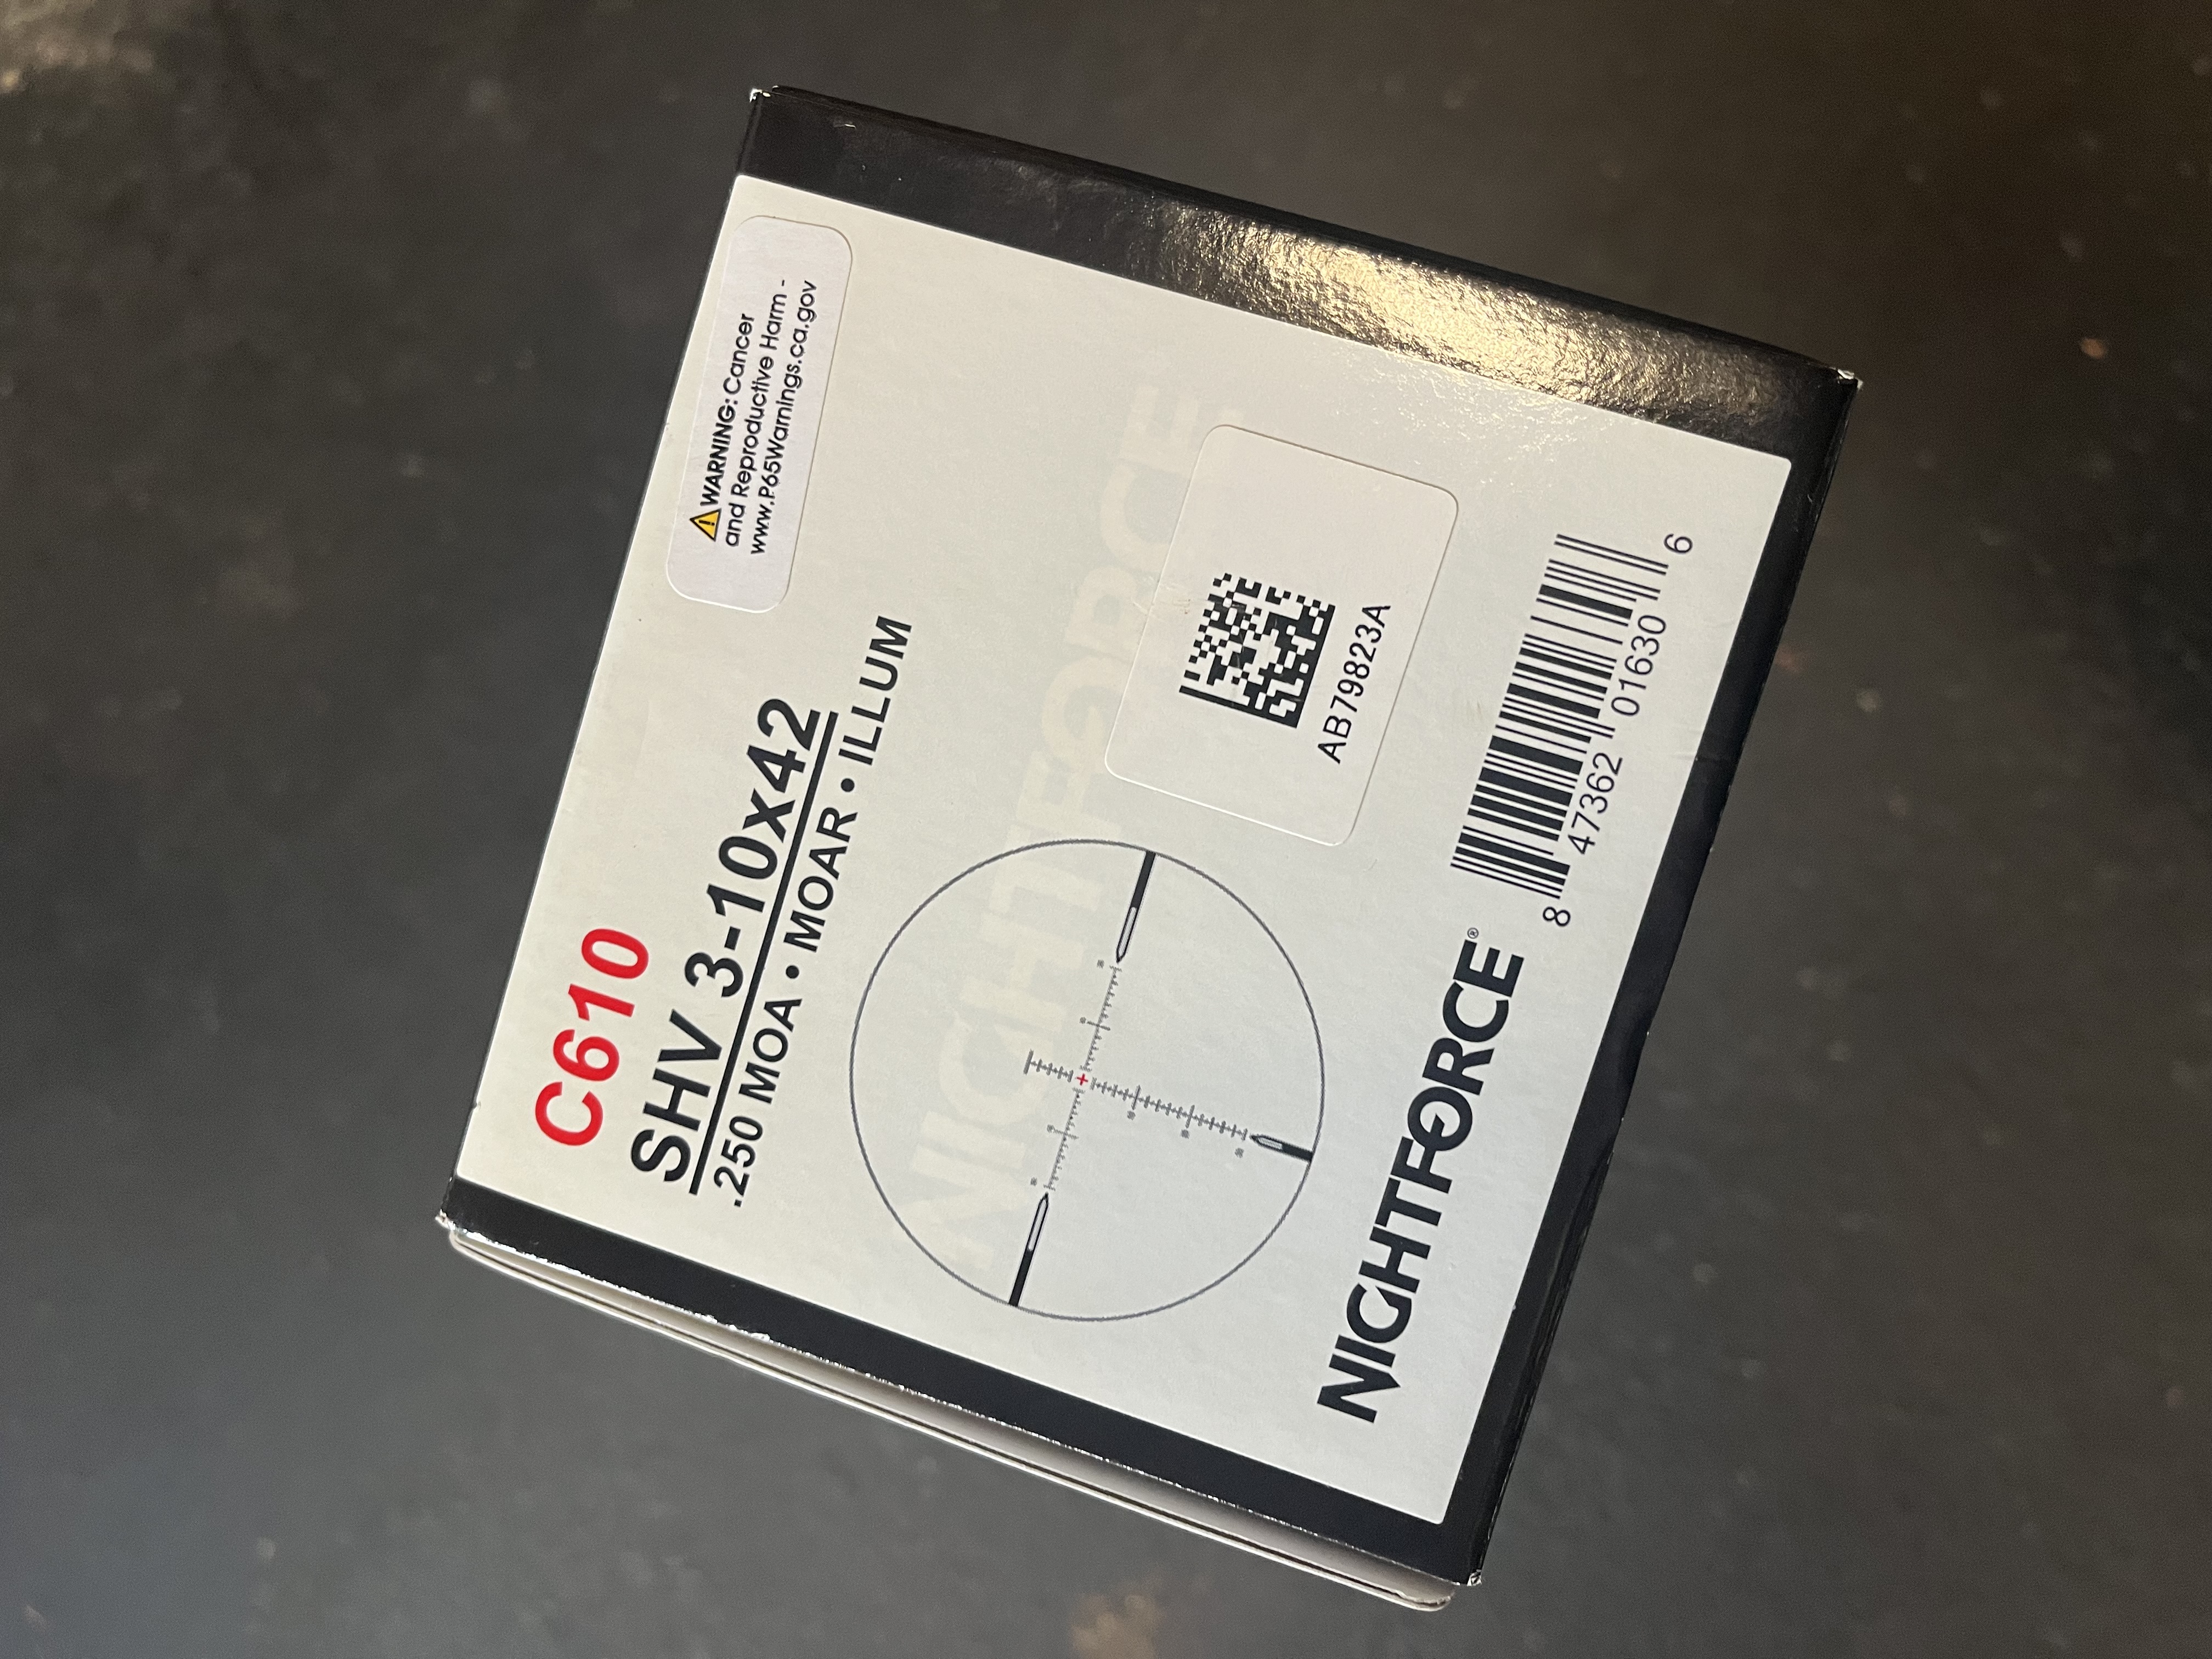 C610
⚠WARNING: Cancer
and Reproductive Harm -
www.P65Warnings.ca.gov
SHV 3-10x42
.250 MOA • MOAR • ILLUM
NIGHTFORCE
AB79823A
NIGHTFORCE®
8 47362 01630 6